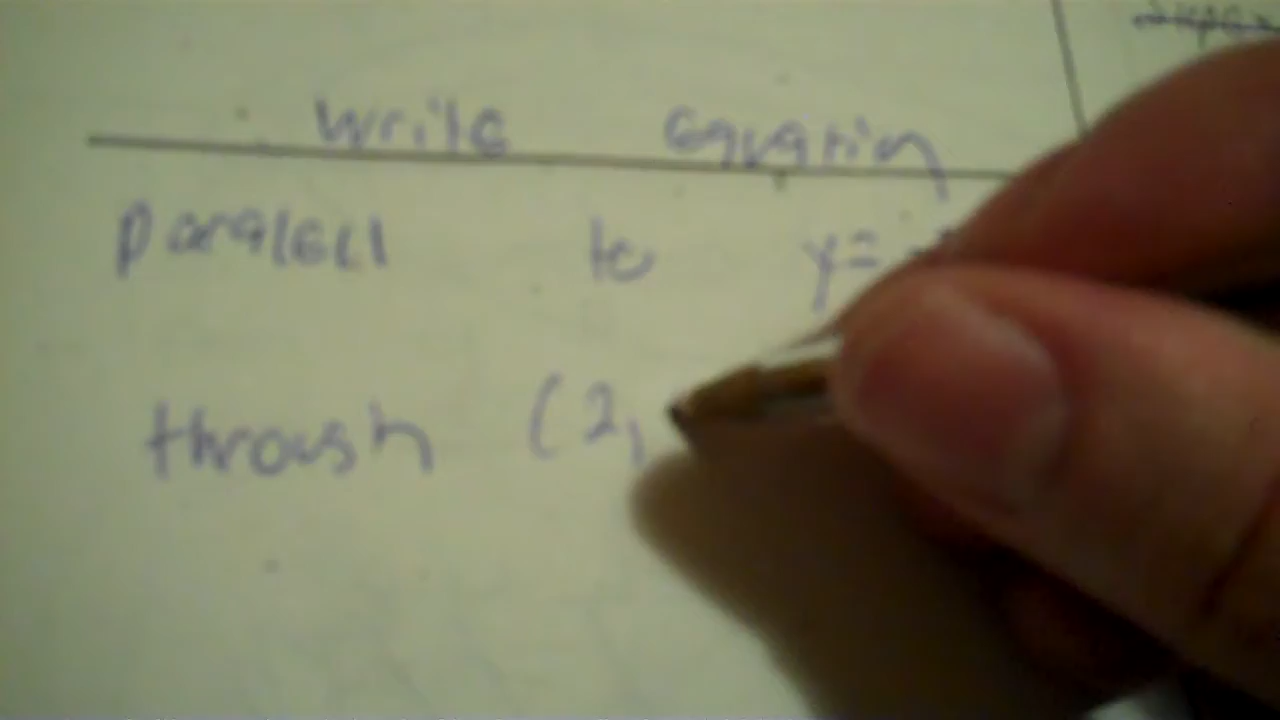 write equation
parallel to y=
through (2,